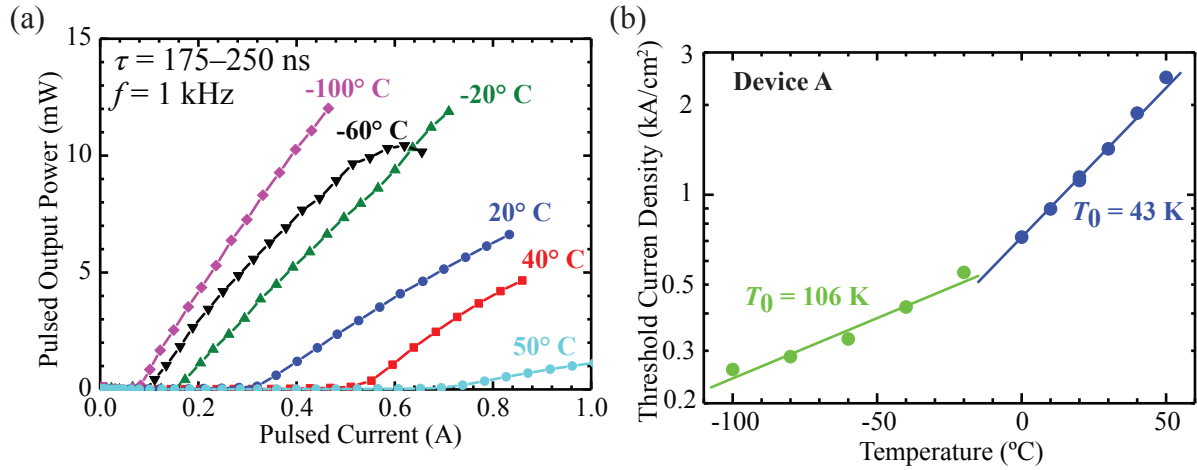 (a)
Pulsed Output Power (mW)
15
10
5
0
τ = 175–250 ns
f = 1 kHz
-100° C
-60° C
-20° C
20° C
40° C
50° C
0.0 0.2 0.4 0.6 0.8 1.0
Pulsed Current (A)
(b)
Threshold Curren Density (kA/cm²)
3
2
1
0.5
0.3
0.2
Device A
T₀ = 43 K
T₀ = 106 K
-100 -50 0 50
Temperature (ºC)